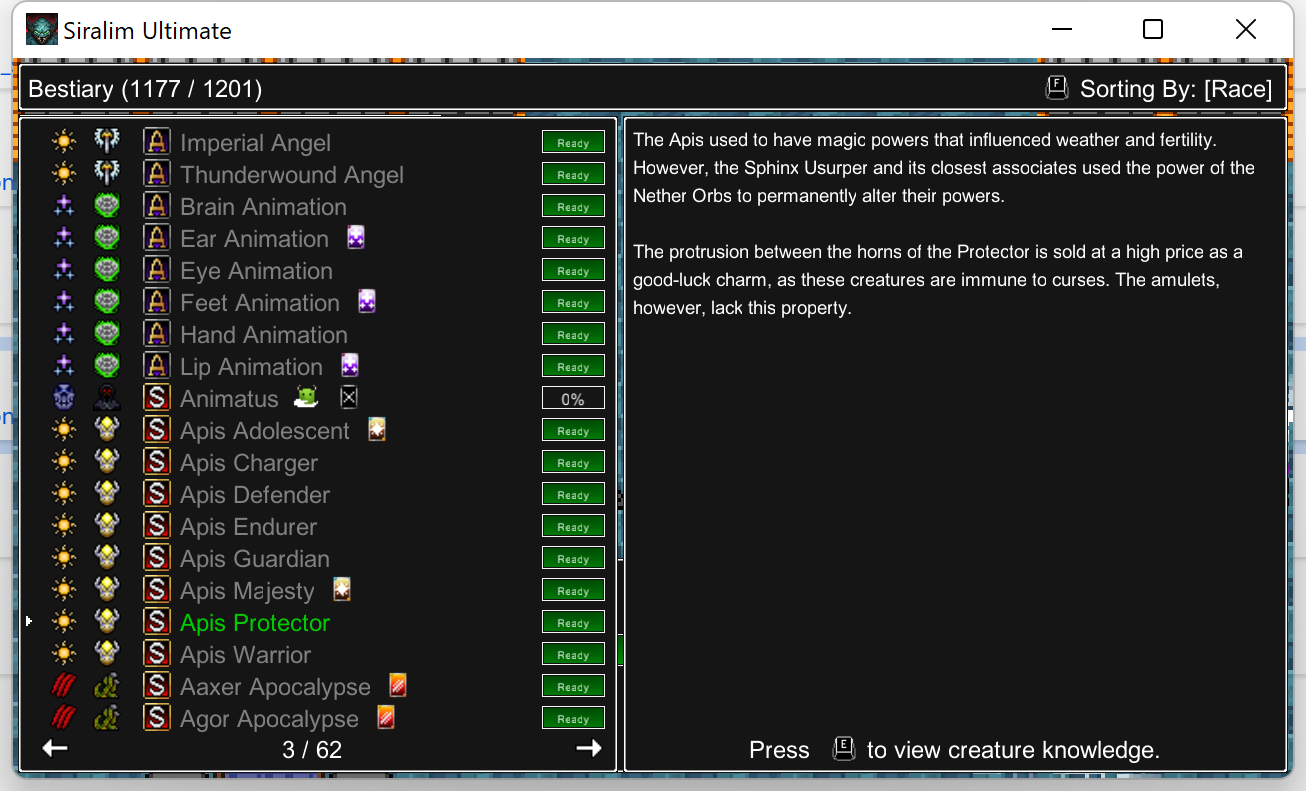 Siralim Ultimate
Bestiary (1177 / 1201)
F Sorting By: [Race]
A Imperial Angel Ready
A Thunderwound Angel Ready
A Brain Animation Ready
A Ear Animation Ready
A Eye Animation Ready
A Feet Animation Ready
A Hand Animation Ready
A Lip Animation Ready
S Animatus 0%
S Apis Adolescent Ready
S Apis Charger Ready
S Apis Defender Ready
S Apis Endurer Ready
S Apis Guardian Ready
S Apis Majesty Ready
S Apis Protector Ready
S Apis Warrior Ready
S Aaxer Apocalypse Ready
S Agor Apocalypse Ready
3 / 62
The Apis used to have magic powers that influenced weather and fertility.
However, the Sphinx Usurper and its closest associates used the power of the
Nether Orbs to permanently alter their powers.
The protrusion between the horns of the Protector is sold at a high price as a
good-luck charm, as these creatures are immune to curses. The amulets,
however, lack this property.
Press E to view creature knowledge.